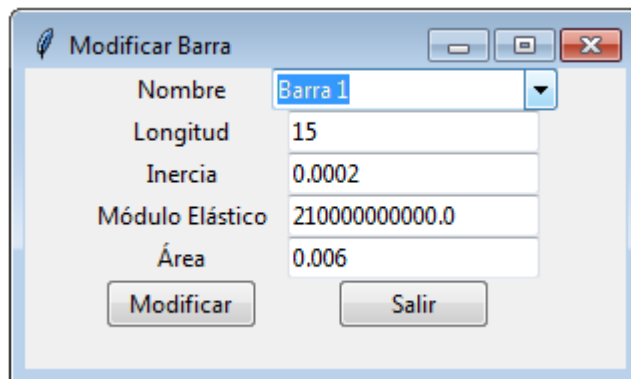 Modificar Barra
Nombre Barra 1
Longitud 15
Inercia 0.0002
Módulo Elástico 210000000000.0
Área 0.006
Modificar Salir